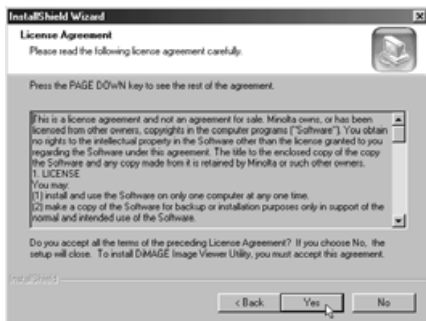 InstallShield Wizard
License Agreement
Please read the following license agreement carefully.
Press the PAGE DOWN key to see the rest of the agreement.
This is a license agreement and not an agreement for sale. Minolta owns, or has been
licensed from other owners, copyrights in the computer programs ("Software"). You obtain
no rights to the intellectual property in the Software other than the license granted to you
regarding the Software under this agreement. The title to the enclosed copy of the copy
the Software and any copy made from it is retained by Minolta or such other owners.
1. LICENSE
You may:
(1) install and use the Software on only one computer at any one time.
(2) make a copy of the Software for backup or installation purposes only in support of the
normal and intended use of the Software.
Do you accept all the terms of the preceding License Agreement? If you choose No, the
setup will close. To install DiMAGE Image Viewer Utility, you must accept this agreement.
InstallShield
< Back Yes No